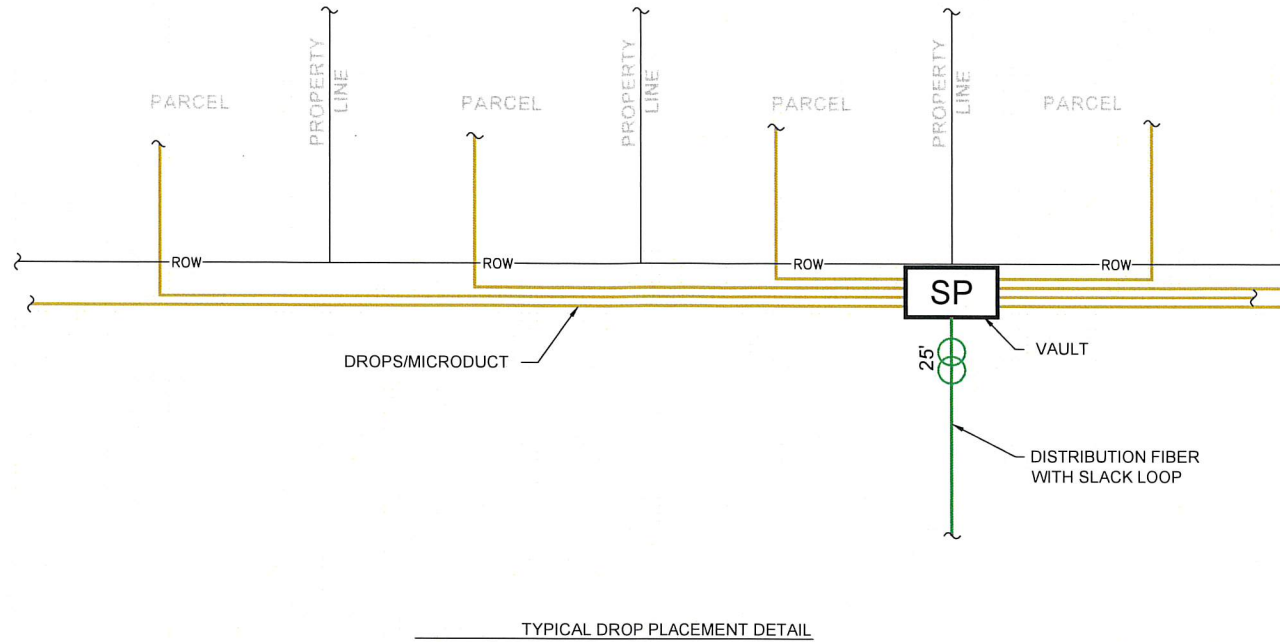 PROPERTY
LINE
PROPERTY
LINE
PROPERTY
LINE
PARCEL
PARCEL
PARCEL
PARCEL
ROW
ROW
ROW
ROW
SP
DROPS/MICRODUCT
25'
VAULT
DISTRIBUTION FIBER
WITH SLACK LOOP
TYPICAL DROP PLACEMENT DETAIL